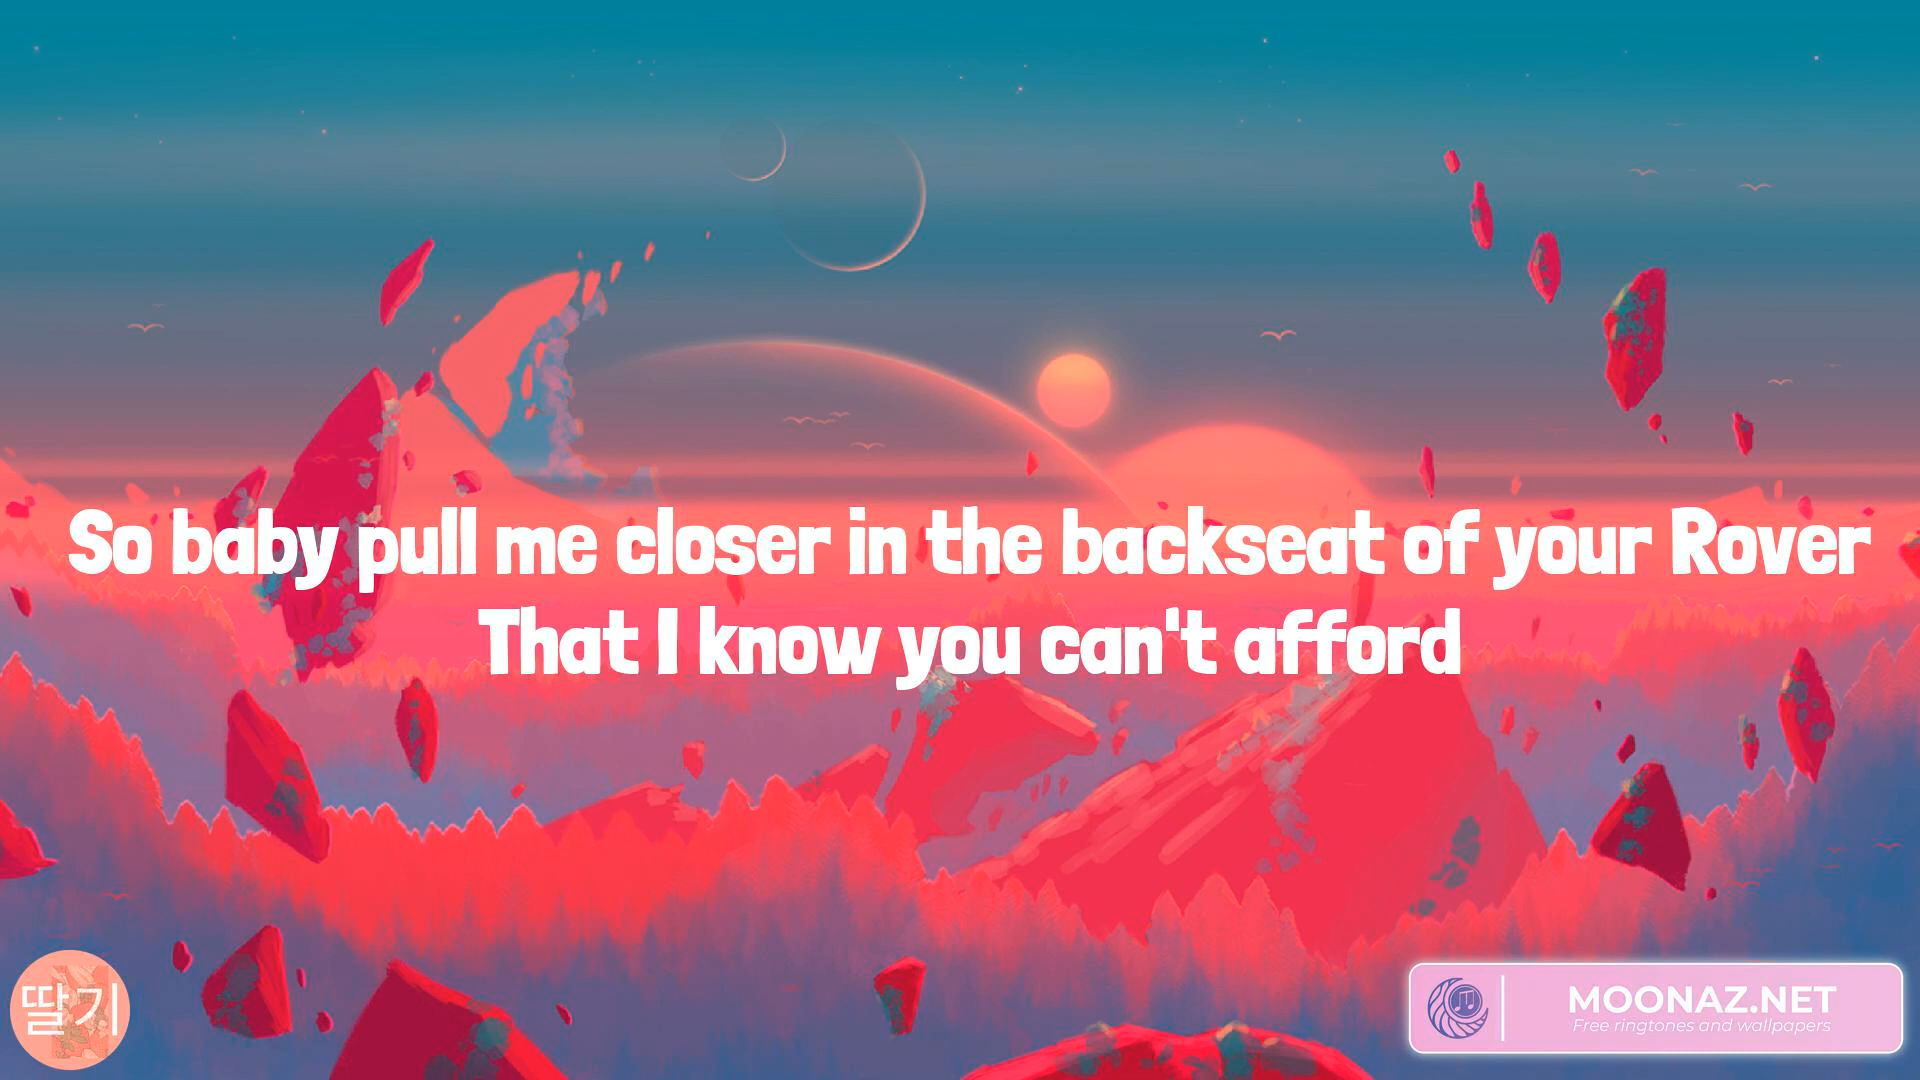 So baby pull me closer in the backseat of your Rover
That I know you can't afford
딸기
MOONAZ.NET
Free ringtones and wallpapers